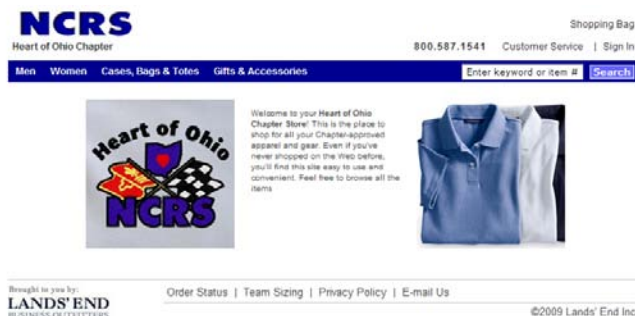 NCRS
Shopping Bag
Heart of Ohio Chapter
800.587.1541 Customer Service | Sign In
Men Women Cases, Bags & Totes Gifts & Accessories Enter keyword or item # Search
Heart of Ohio
NCRS
Welcome to your Heart of Ohio
Chapter Store! This is the place to
shop for all your Chapter-approved
apparel and gear. Even if you've
never shopped on the Web before,
you'll find this site easy to use and
convenient. Feel free to browse all the
items
Brought to you by:
LANDS' END
BUSINESS OUTFITTERS
Order Status | Team Sizing | Privacy Policy | E-mail Us
©2009 Lands' End Inc